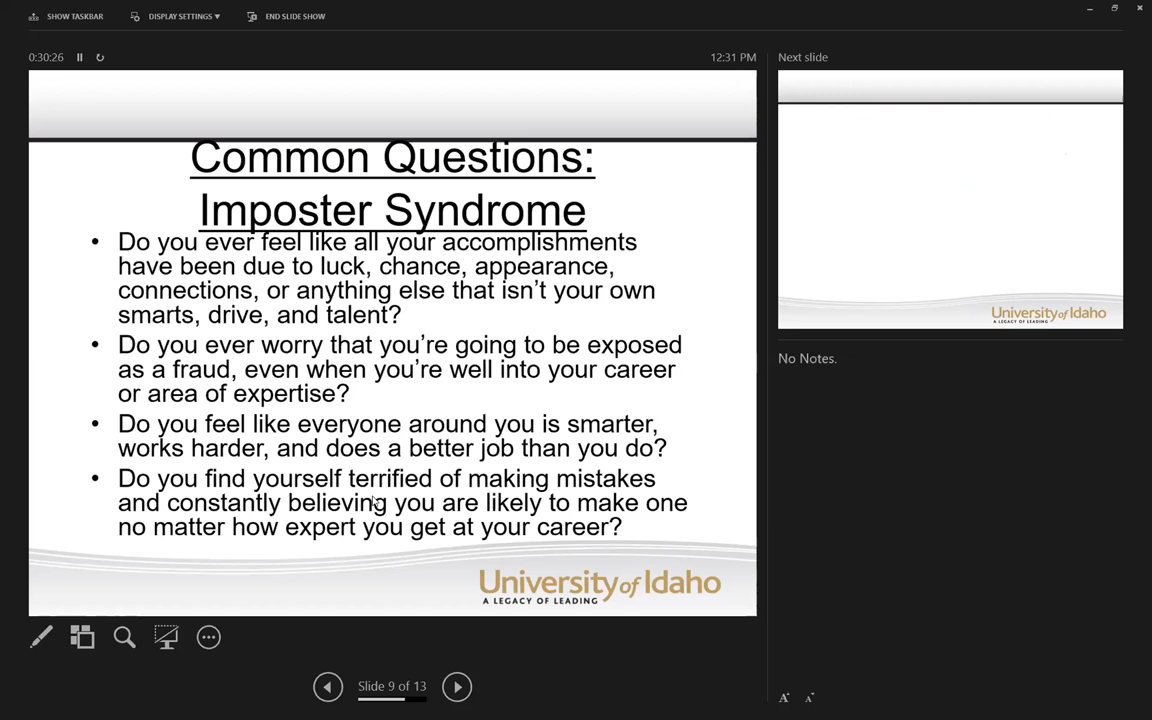 SHOW TASKBAR
DISPLAY SETTINGS ▼
END SLIDE SHOW
0:30:26
12:31 PM
Common Questions:
Imposter Syndrome
• Do you ever feel like all your accomplishments
have been due to luck, chance, appearance,
connections, or anything else that isn’t your own
smarts, drive, and talent?
• Do you ever worry that you’re going to be exposed
as a fraud, even when you’re well into your career
or area of expertise?
• Do you feel like everyone around you is smarter,
works harder, and does a better job than you do?
• Do you find yourself terrified of making mistakes
and constantly believing you are likely to make one
no matter how expert you get at your career?
University of Idaho
A LEGACY OF LEADING
Slide 9 of 13
Next slide
University of Idaho
A LEGACY OF LEADING
No Notes.
A A